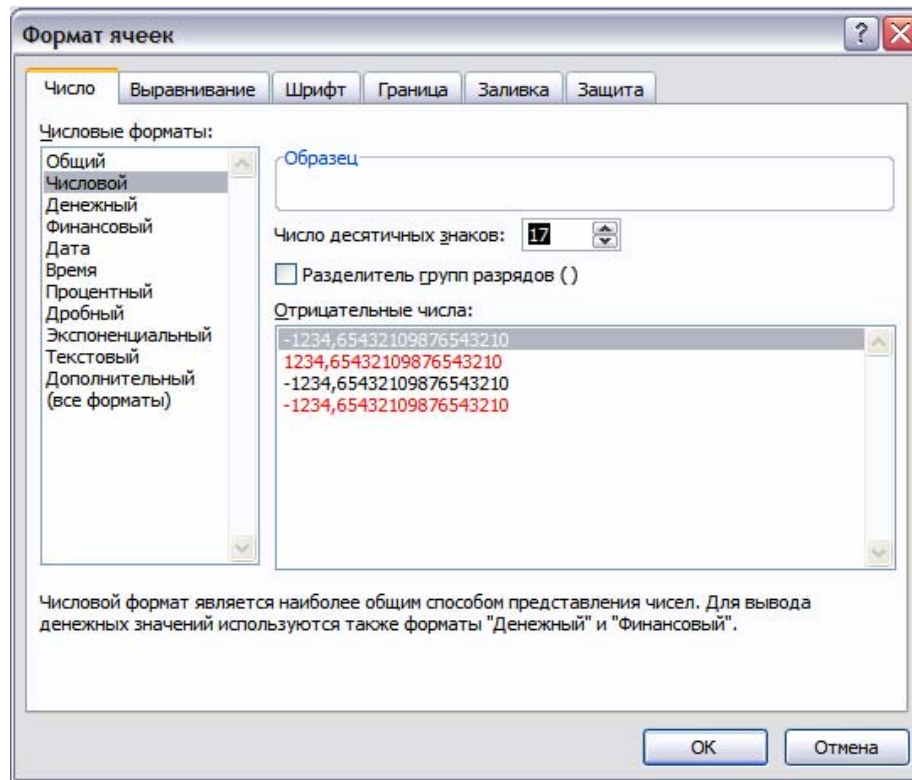 Формат ячеек
Число Выравнивание Шрифт Граница Заливка Защита
Числовые форматы:
Общий
Числовой
Денежный
Финансовый
Дата
Время
Процентный
Дробный
Экспоненциальный
Текстовый
Дополнительный
(все форматы)
Образец
Число десятичных знаков: 17
Разделитель групп разрядов ( )
Отрицательные числа:
-1234,65432109876543210
1234,65432109876543210
-1234,65432109876543210
-1234,65432109876543210
Числовой формат является наиболее общим способом представления чисел. Для вывода
денежных значений используются также форматы "Денежный" и "Финансовый".
ОК Отмена